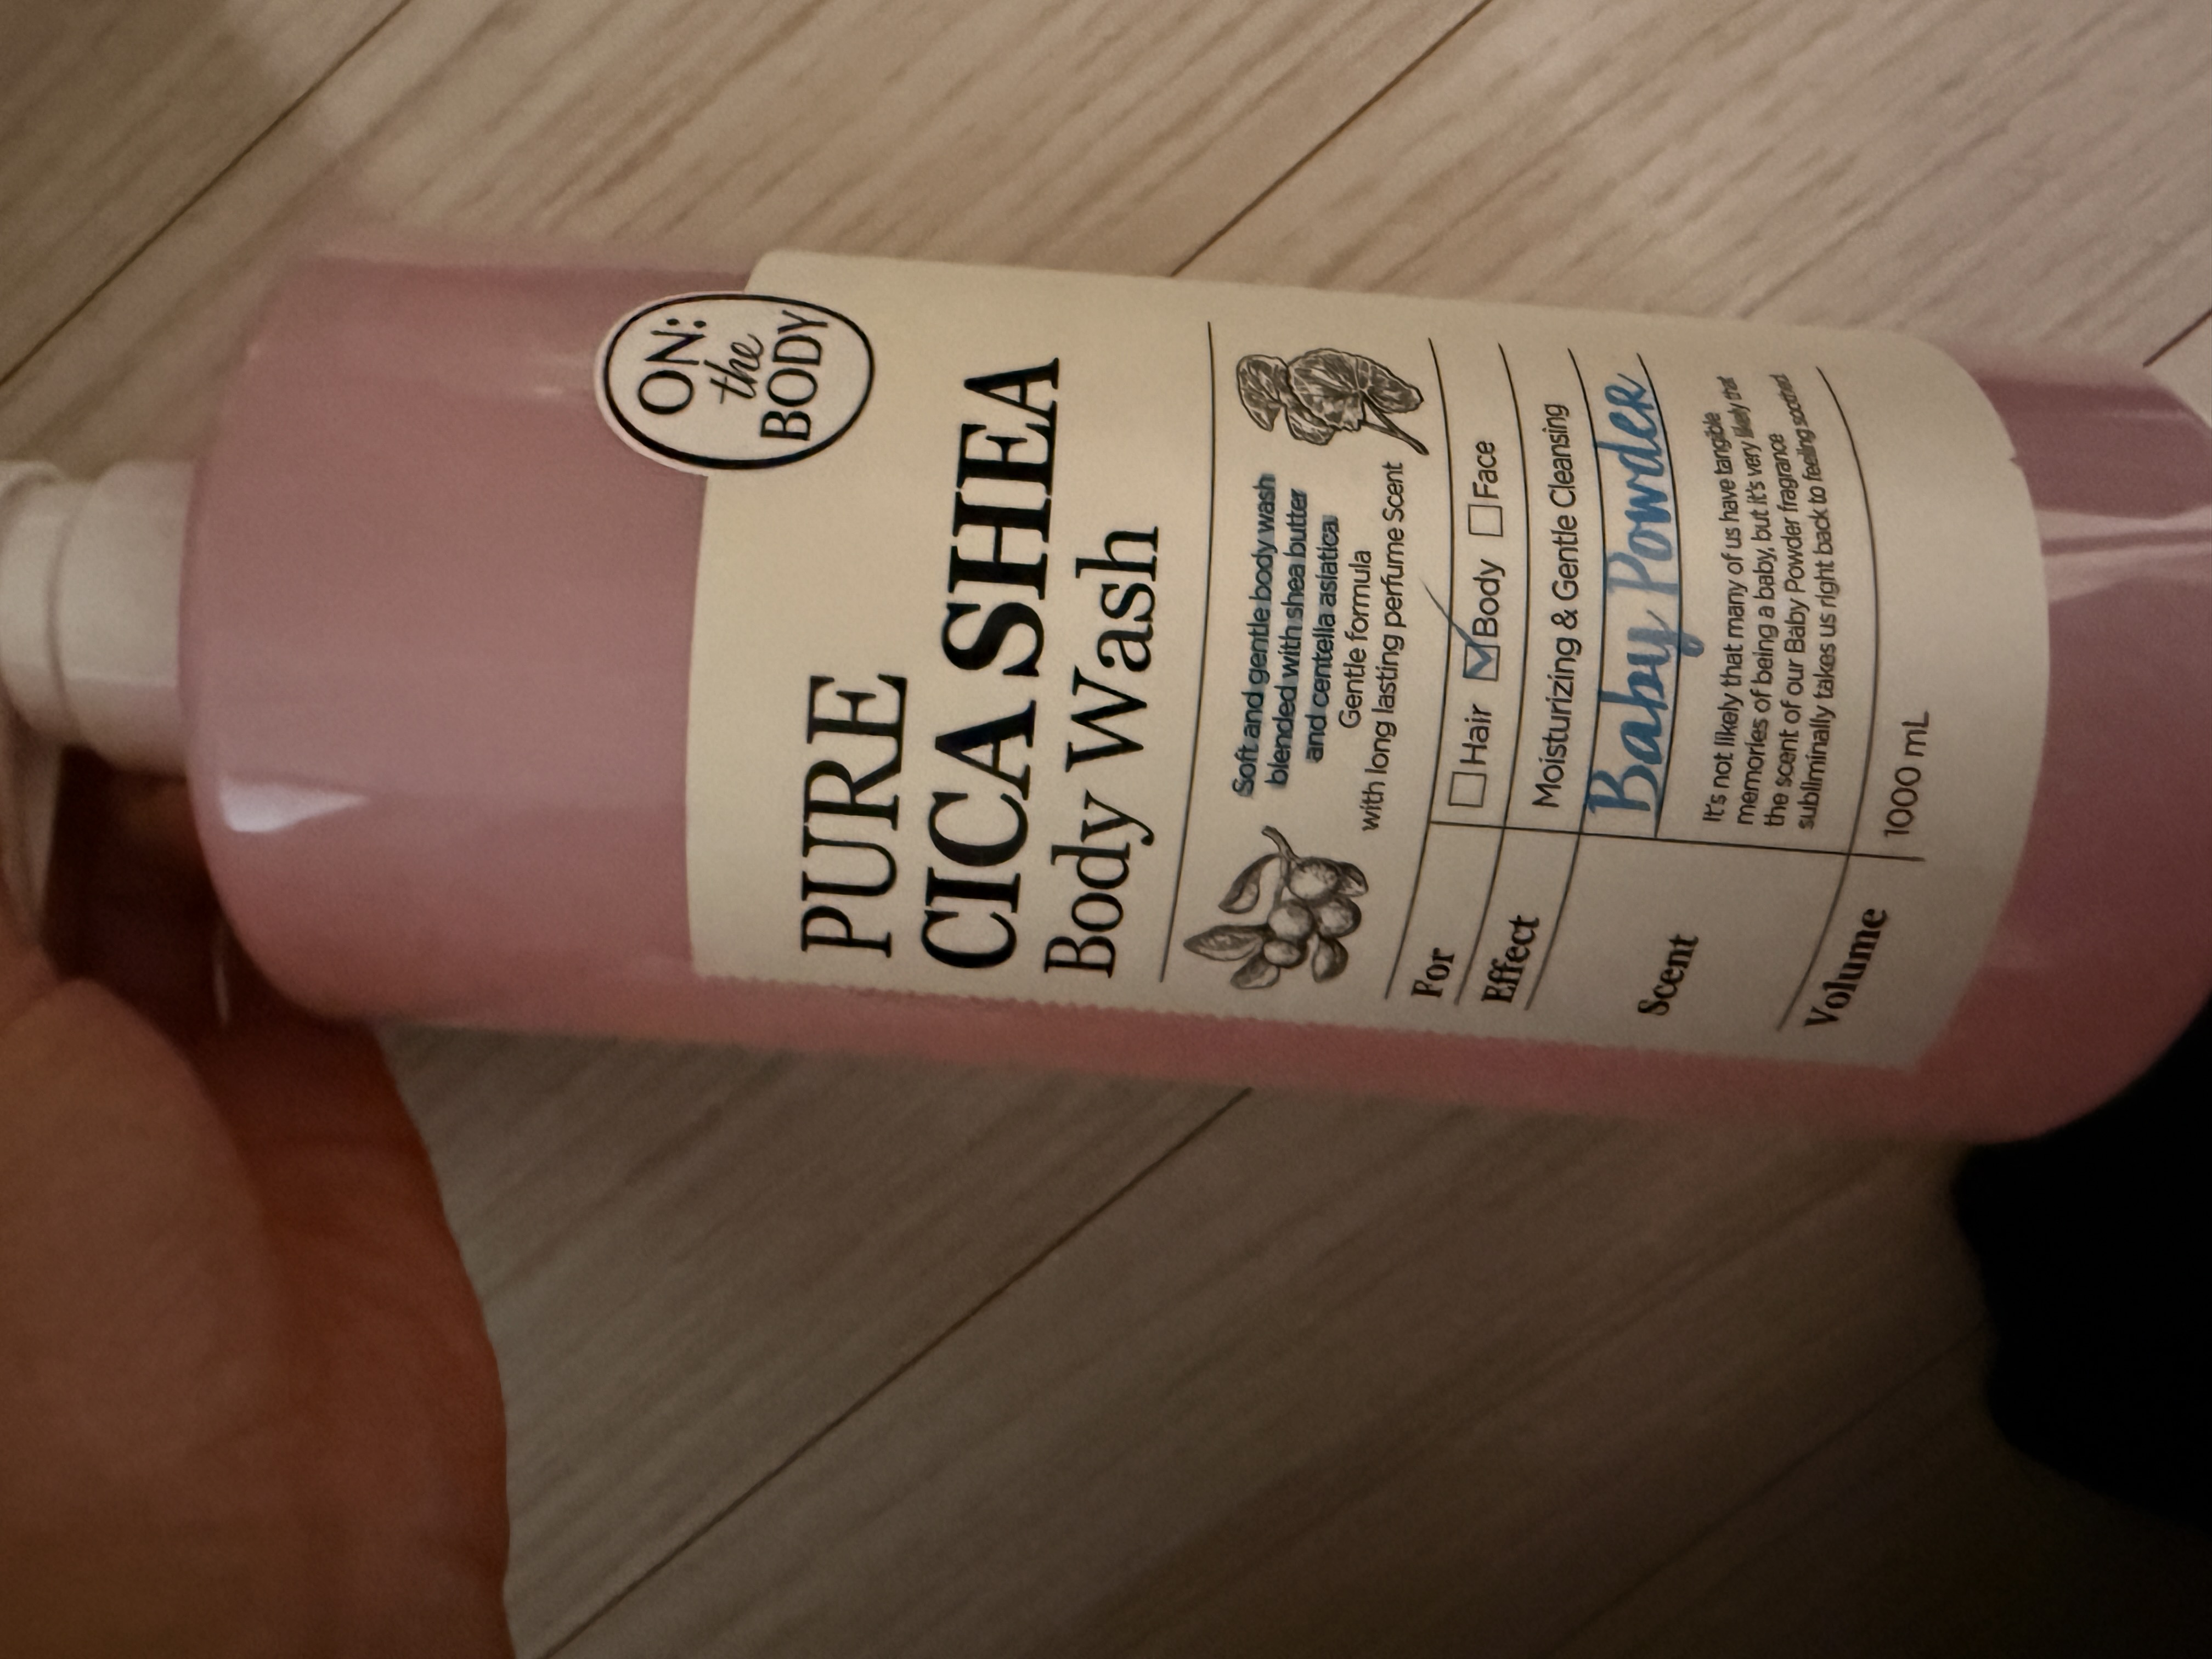 ON:
the
BODY
PURE
CICA SHEA
Body Wash
Soft and gentle body wash
blended with shea butter
and centella asiatica
Gentle formula
with long lasting perfume Scent
For Hair Body Face
Effect Moisturizing & Gentle Cleansing
Scent Baby Powder
It's not likely that many of us have tangible
memories of being a baby, but it's very likely that
the scent of our Baby Powder fragrance
subliminally takes us right back to feeling soothed
Volume 1000 mL